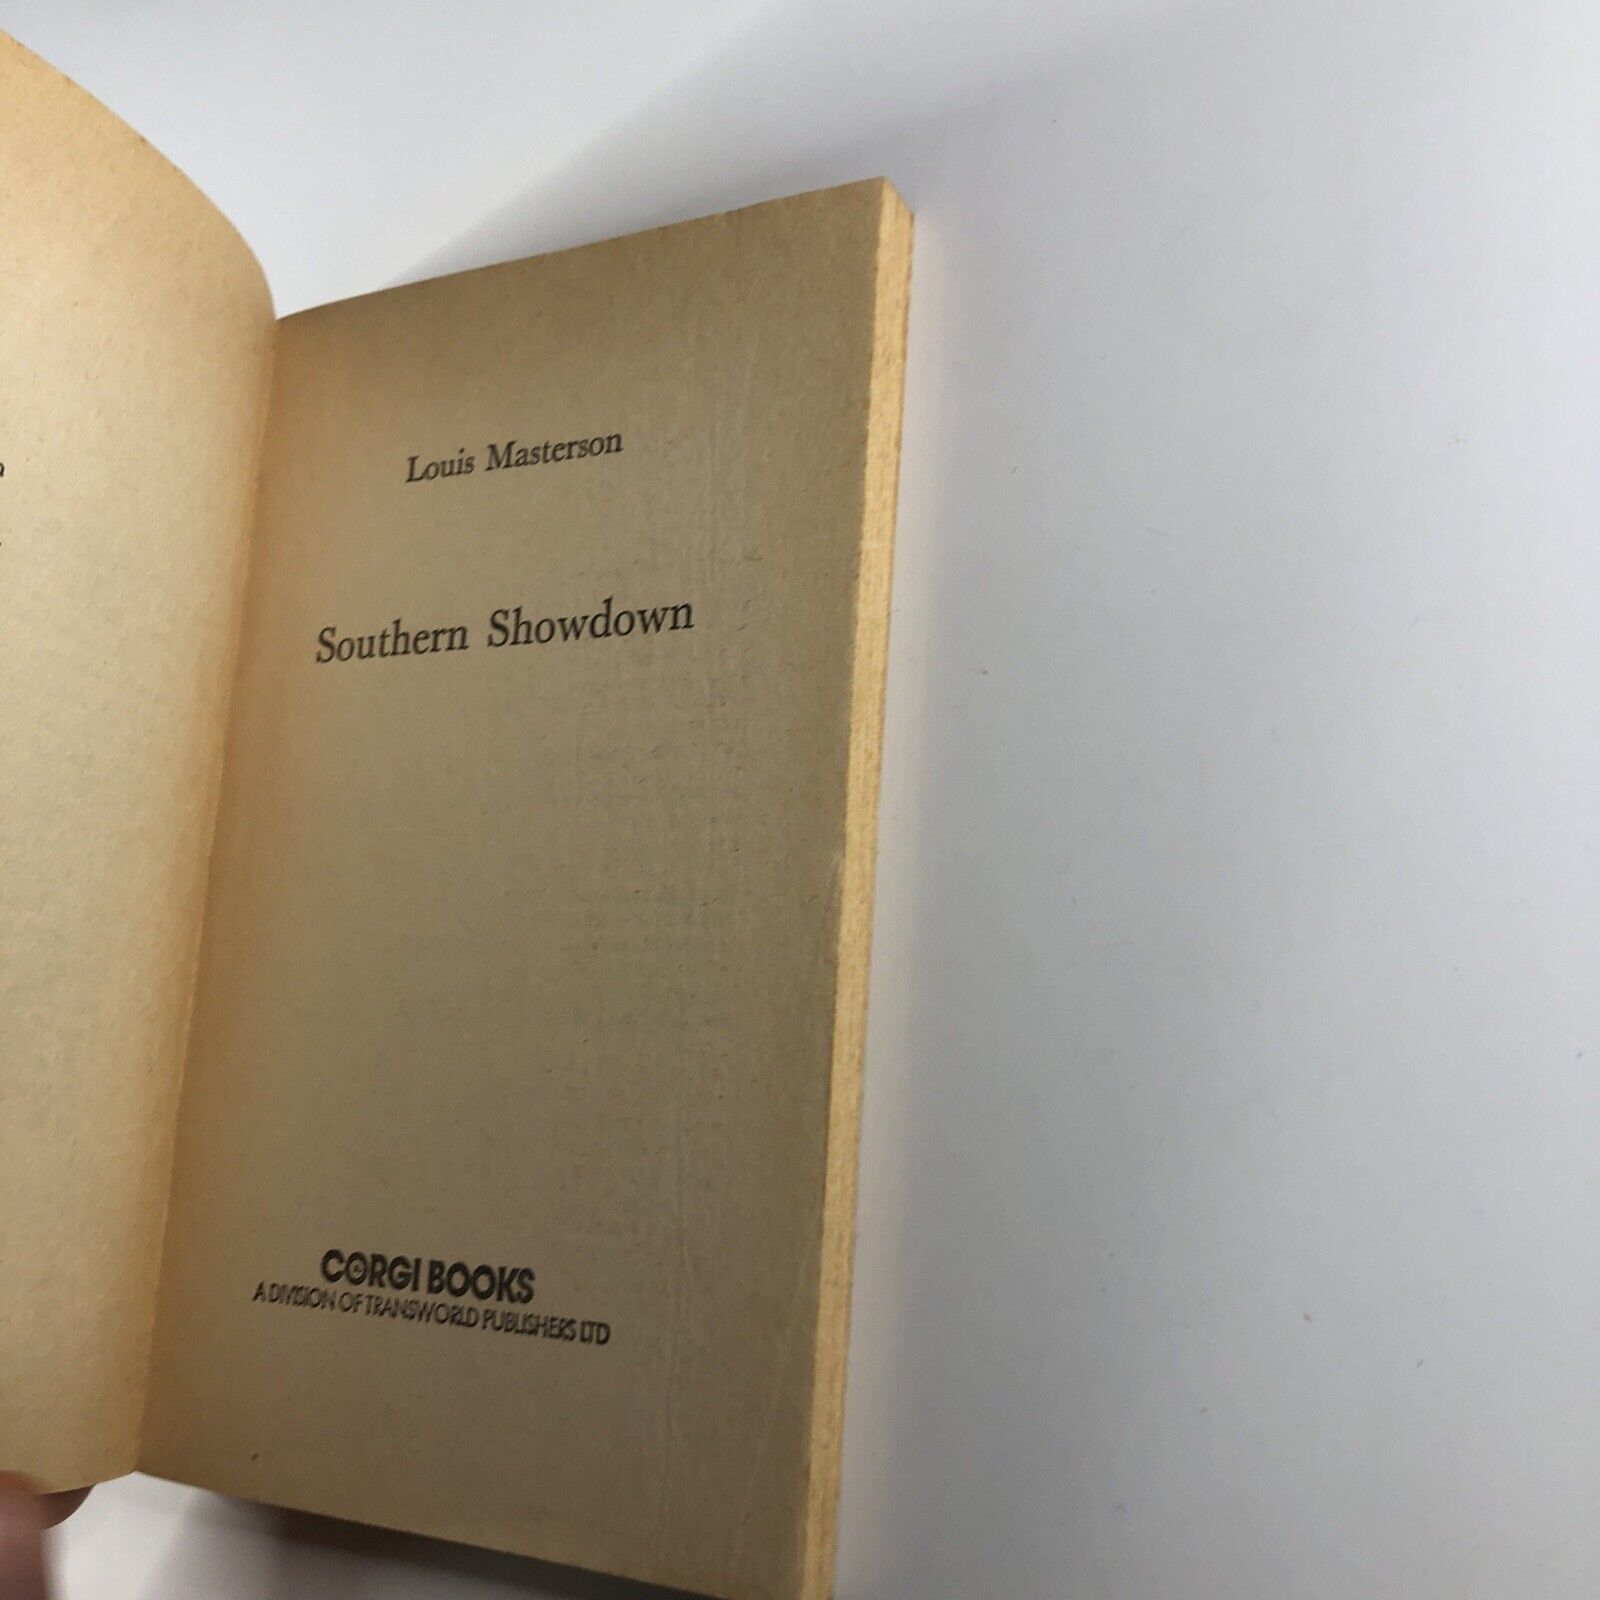 Louis Masterson
Southern Showdown
CORGI BOOKS
A DIVISION OF TRANSWORLD PUBLISHERS LTD